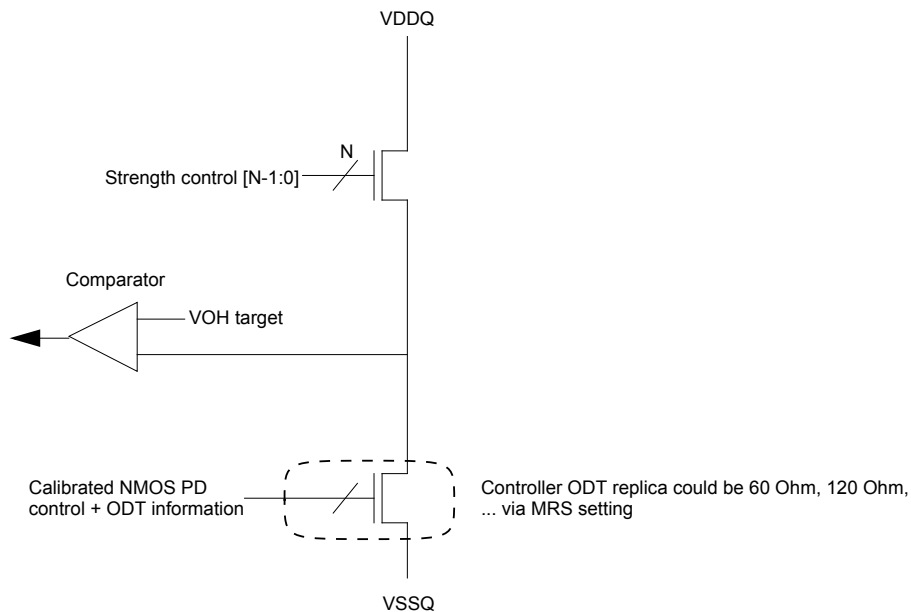 VDDQ
N
Strength control [N-1:0]
Comparator
VOH target
Calibrated NMOS PD
control + ODT information
Controller ODT replica could be 60 Ohm, 120 Ohm,
... via MRS setting
VSSQ